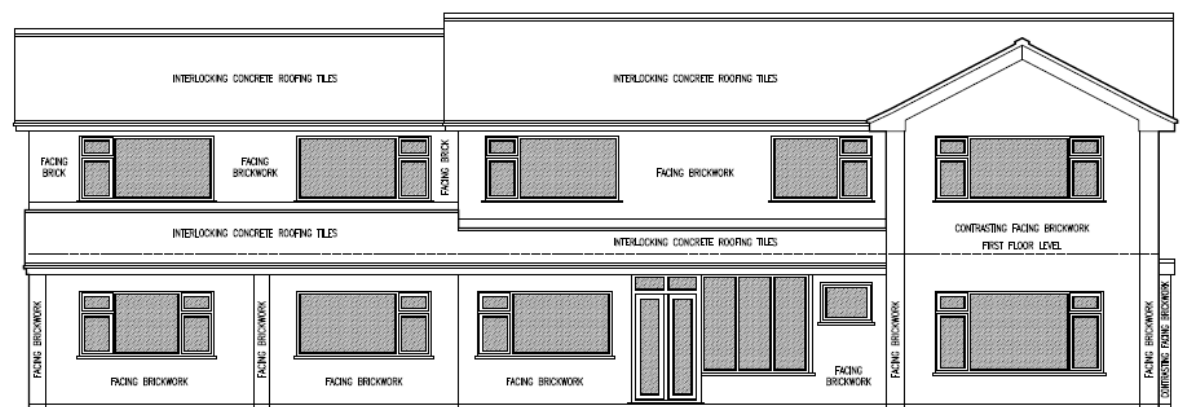 INTERLOCKING CONCRETE ROOFING TILES
INTERLOCKING CONCRETE ROOFING TILES
FACING
BRICK
FACING
BRICKWORK
FACING BRICK
FACING BRICKWORK
INTERLOCKING CONCRETE ROOFING TILES
INTERLOCKING CONCRETE ROOFING TILES
CONTRASTING FACING BRICKWORK
FIRST FLOOR LEVEL
FACING BRICKWORK
FACING BRICKWORK
FACING BRICKWORK
FACING BRICKWORK
FACING BRICKWORK
FACING
BRICKWORK
FACING BRICKWORK
FACING BRICKWORK
CONTRASTING FACING BRICKWORK